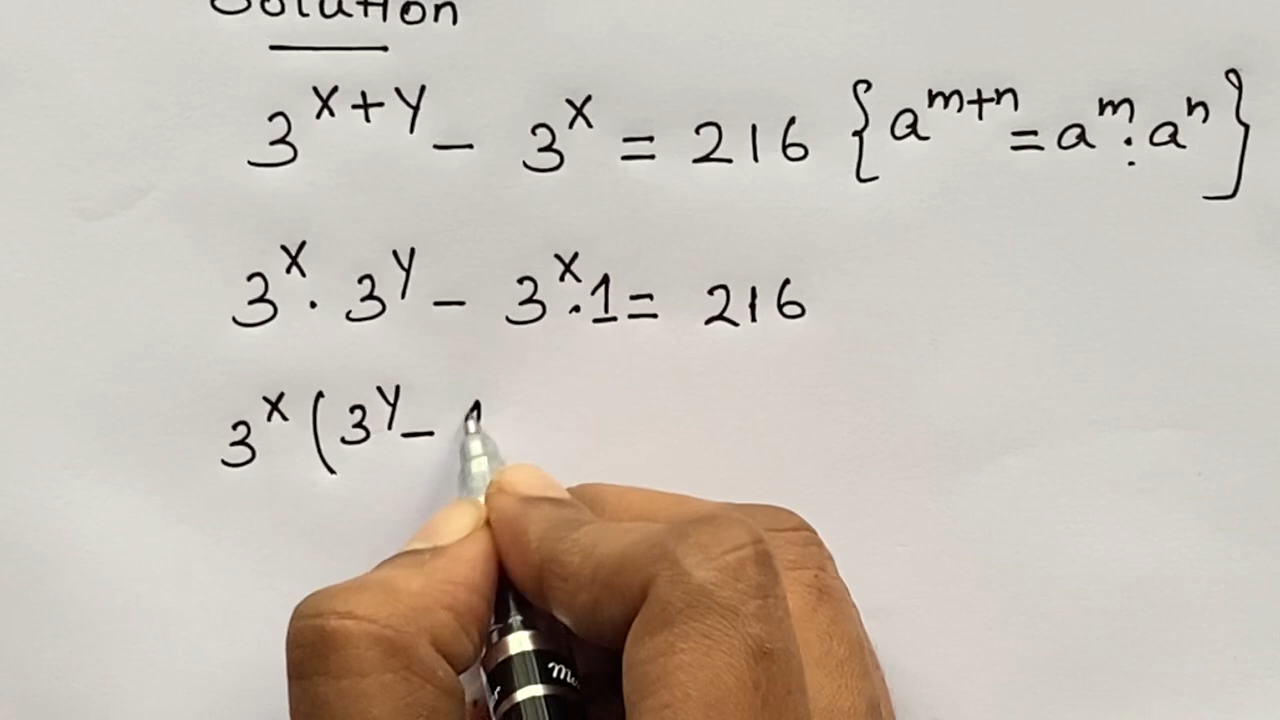 Solution
3^{x+y} - 3^x = 216 {a^{m+n} = a^m . a^n}
3^x . 3^y - 3^x . 1 = 216
3^x (3^y -